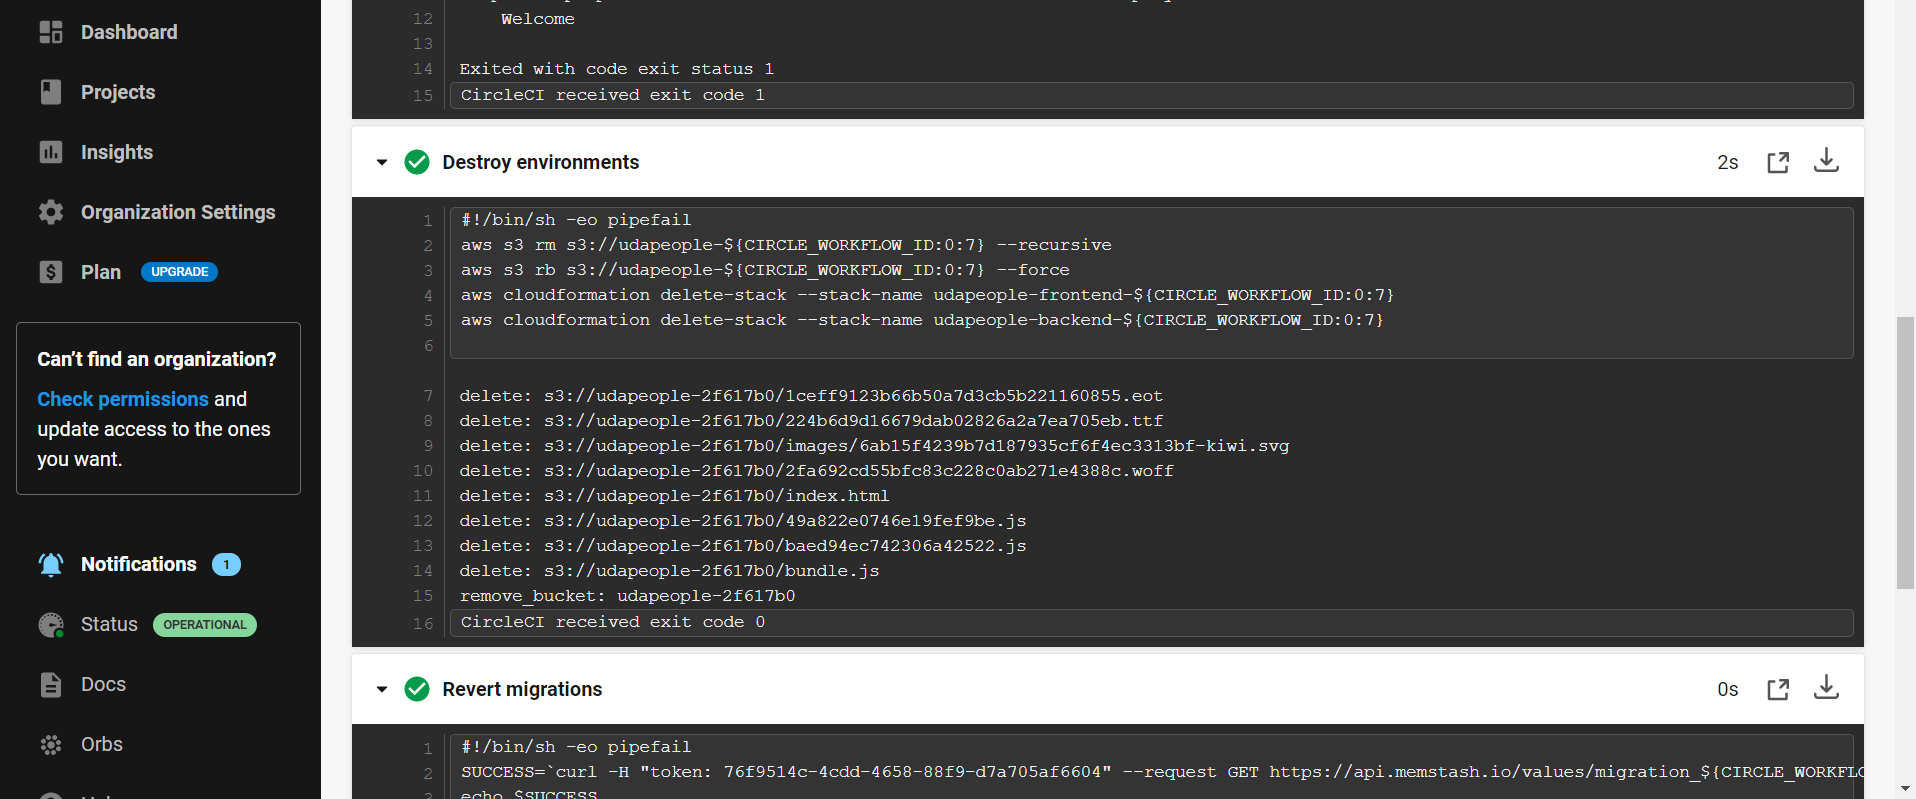 Dashboard
Projects
Insights
Organization Settings
Plan UPGRADE
Can't find an organization?
Check permissions and
update access to the ones
you want.
Notifications 1
Status OPERATIONAL
Docs
Orbs
12 Welcome
13
14 Exited with code exit status 1
15 CircleCI received exit code 1
Destroy environments 2s
1 #!/bin/sh -eo pipefail
2 aws s3 rm s3://udapeople-${CIRCLE_WORKFLOW_ID:0:7} --recursive
3 aws s3 rb s3://udapeople-${CIRCLE_WORKFLOW_ID:0:7} --force
4 aws cloudformation delete-stack --stack-name udapeople-frontend-${CIRCLE_WORKFLOW_ID:0:7}
5 aws cloudformation delete-stack --stack-name udapeople-backend-${CIRCLE_WORKFLOW_ID:0:7}
6
7 delete: s3://udapeople-2f617b0/1ceff9123b66b50a7d3cb5b221160855.eot
8 delete: s3://udapeople-2f617b0/224b6d9d16679dab02826a2a7ea705eb.ttf
9 delete: s3://udapeople-2f617b0/images/6ab15f4239b7d187935cf6f4ec3313bf-kiwi.svg
10 delete: s3://udapeople-2f617b0/2fa692cd55bfc83c228c0ab271e4388c.woff
11 delete: s3://udapeople-2f617b0/index.html
12 delete: s3://udapeople-2f617b0/49a822e0746e19fef9be.js
13 delete: s3://udapeople-2f617b0/baed94ec742306a42522.js
14 delete: s3://udapeople-2f617b0/bundle.js
15 remove_bucket: udapeople-2f617b0
16 CircleCI received exit code 0
Revert migrations 0s
1 #!/bin/sh -eo pipefail
2 SUCCESS=`curl -H "token: 76f9514c-4cdd-4658-88f9-d7a705af6604" --request GET https://api.memstash.io/values/migration_${CIRCLE_WORKFLO
3 echo $SUCCESS